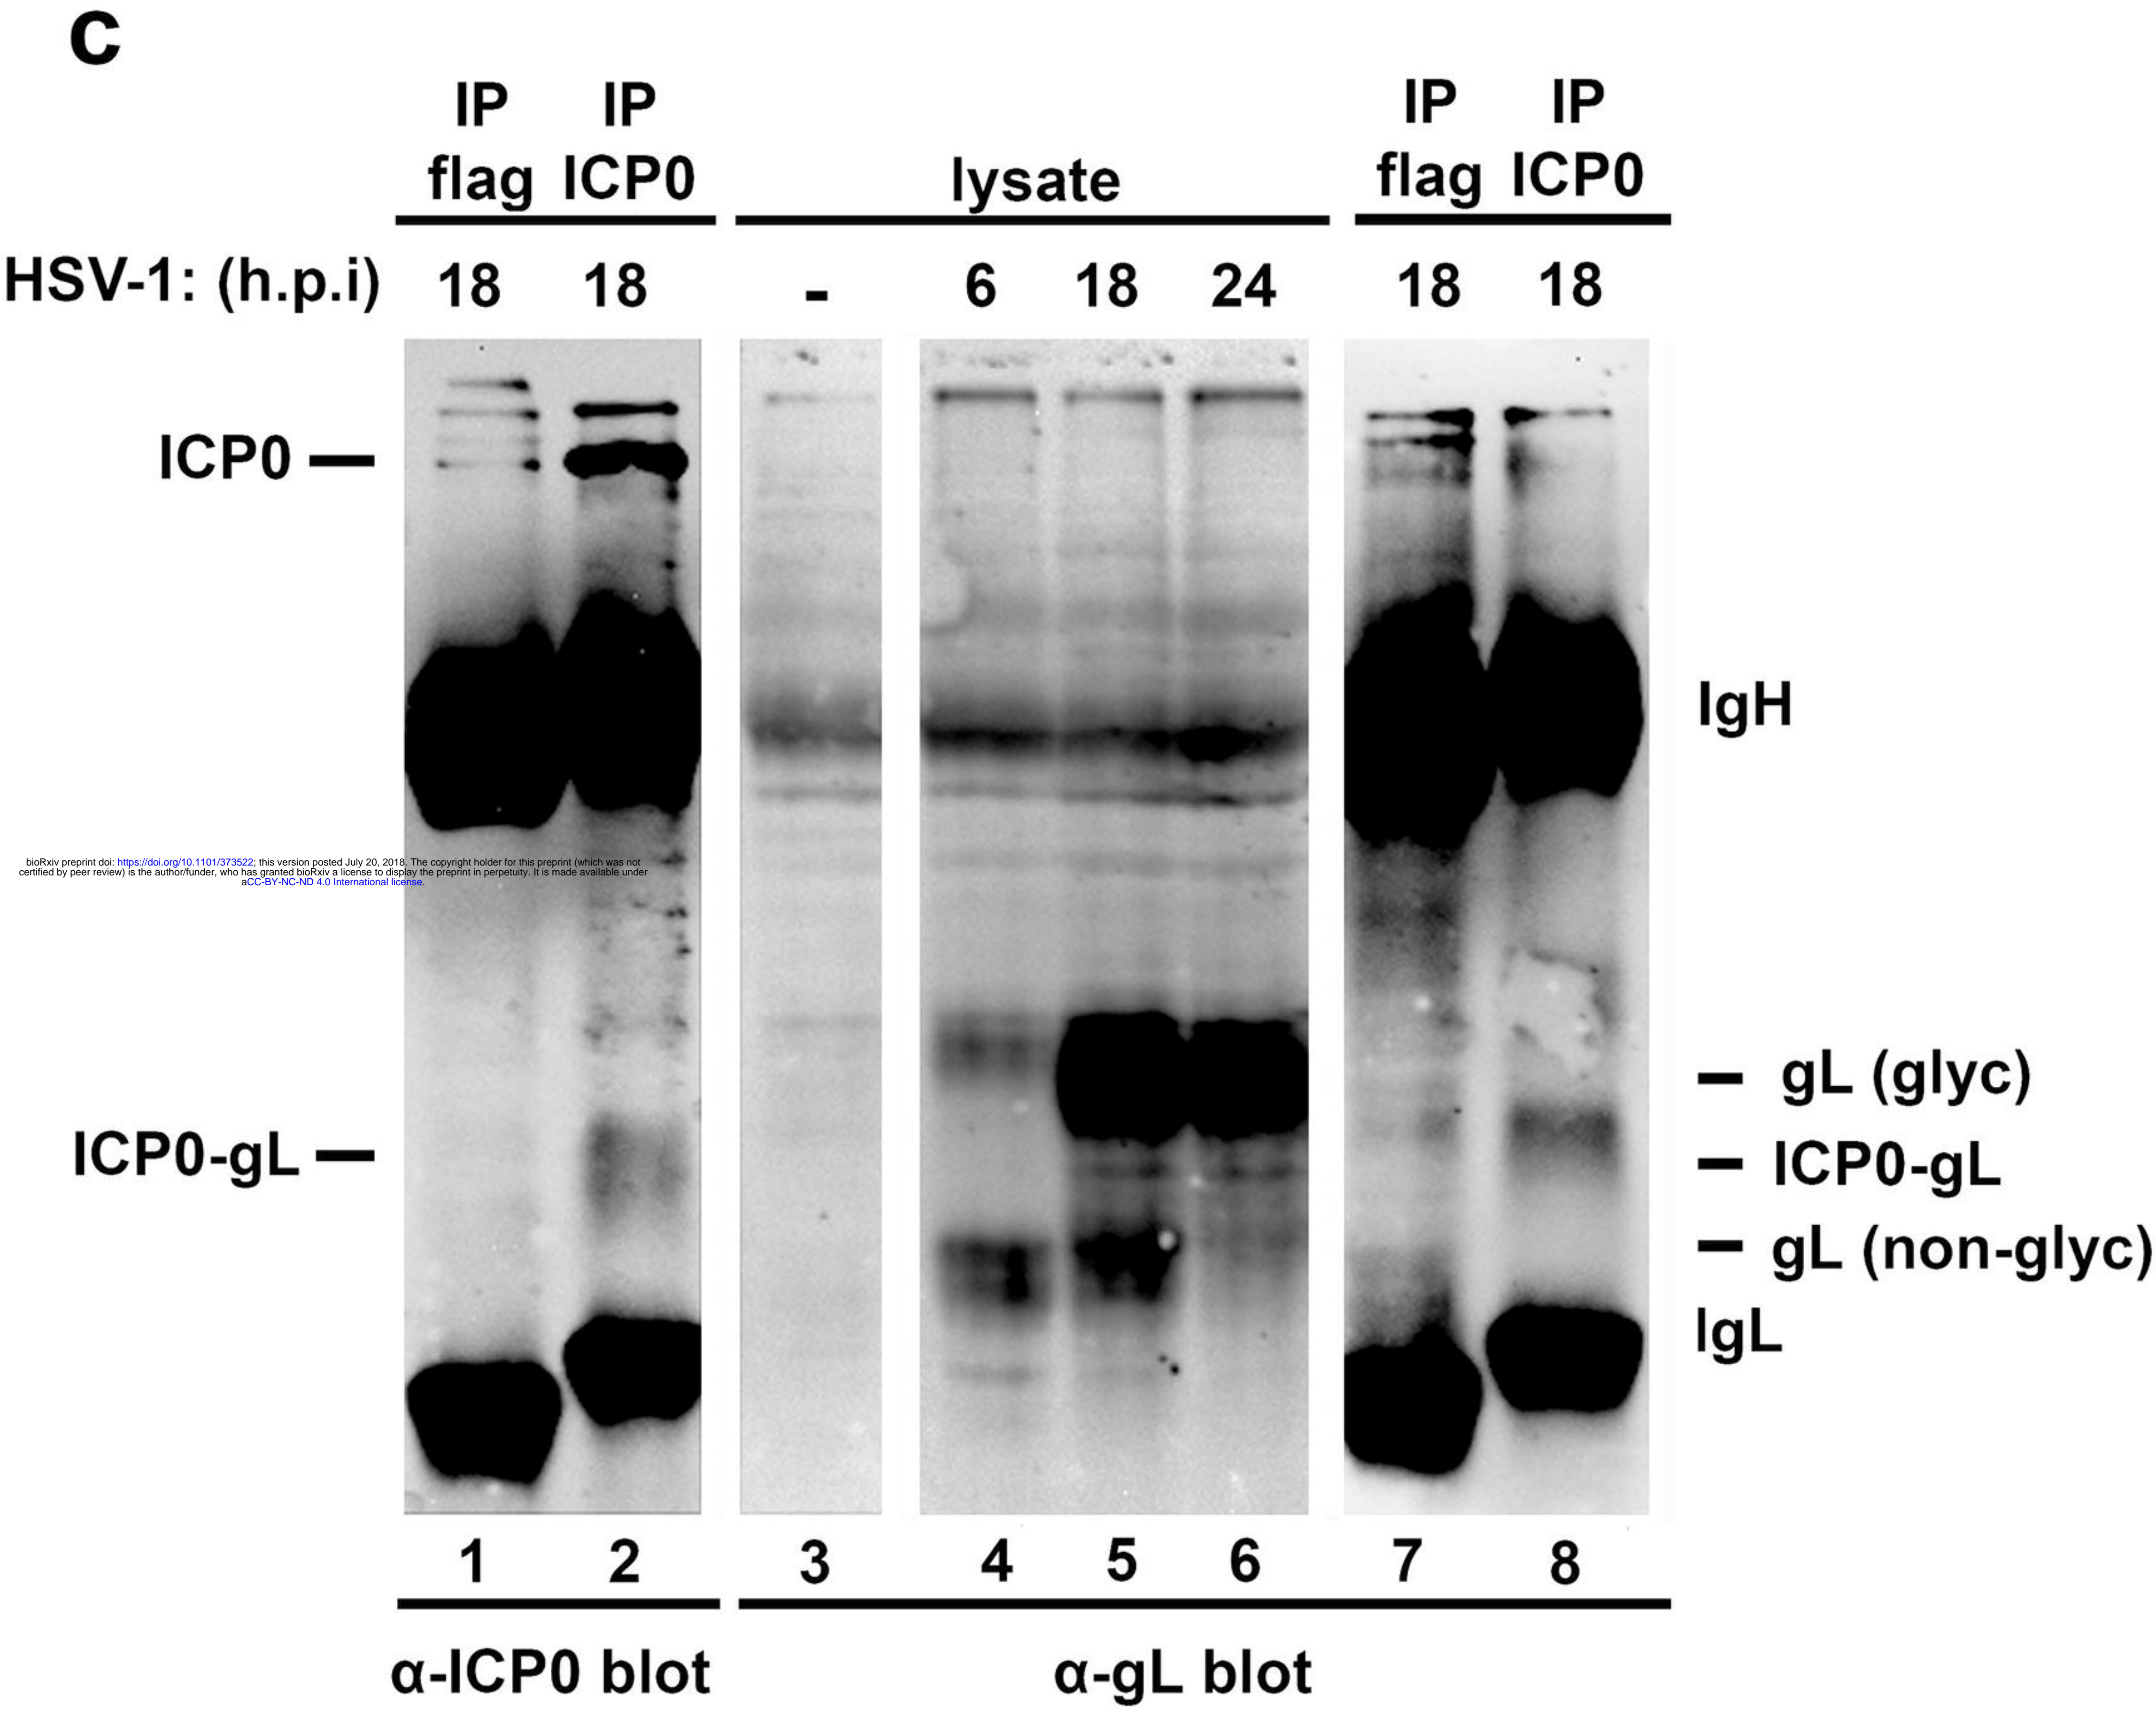 c
IP IP IP IP
flag ICP0 lysate flag ICP0
HSV-1: (h.p.i) 18 18 - 6 18 24 18 18
ICP0
IgH
bioRxiv preprint doi: https://doi.org/10.1101/373522; this version posted July 20, 2018. The copyright holder for this preprint (which was not
certified by peer review) is the author/funder, who has granted bioRxiv a license to display the preprint in perpetuity. It is made available under
aCC-BY-NC-ND 4.0 International license.
gL (glyc)
ICP0-gL ICP0-gL
gL (non-glyc)
IgL
1 2 3 4 5 6 7 8
α-ICP0 blot α-gL blot